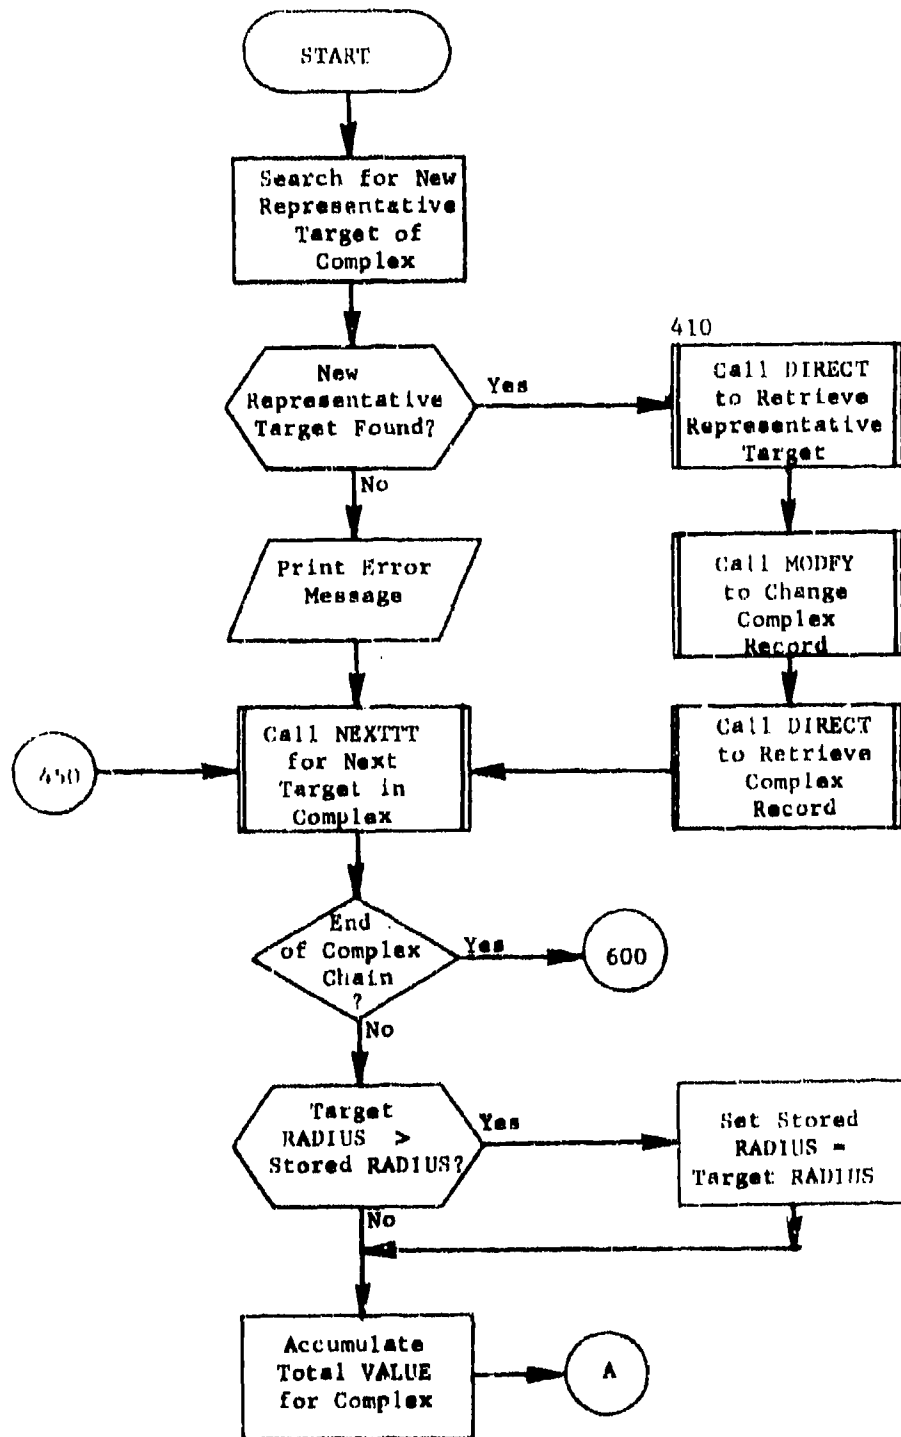 START
Search for New
Representative
Target of
Complex
New
Representative
Target Found?
Yes
No
410
Call DIRECT
to Retrieve
Representative
Target
Print Error
Message
Call MODFY
to Change
Complex
Record
450
Call NEXTTT
for Next
Target in
Complex
Call DIRECT
to Retrieve
Complex
Record
End
of Complex
Chain
?
Yes
600
No
Target
RADIUS >
Stored RADIUS?
Yes
Set Stored
RADIUS =
Target RADIUS
No
Accumulate
Total VALUE
for Complex
A